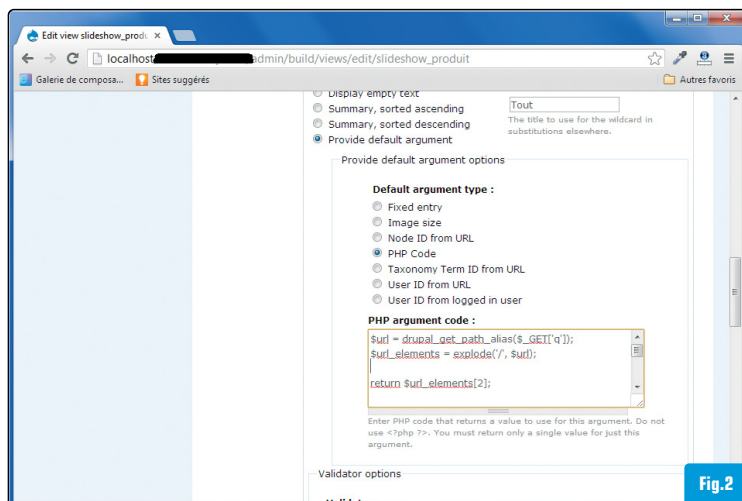 Edit view slideshow_produ
localhost
admin/build/views/edit/slideshow_produit
Galerie de composa...
Sites suggérés
Autres favoris
Display empty text
Summary, sorted ascending
Summary, sorted descending
Provide default argument
Tout
The title to use for the wildcard in
substitutions elsewhere.
Provide default argument options
Default argument type :
Fixed entry
Image size
Node ID from URL
PHP Code
Taxonomy Term ID from URL
User ID from URL
User ID from logged in user
PHP argument code :
$url = drupal_get_path_alias($_GET['q']);
$url_elements = explode('/', $url);
return $url_elements[2];
Enter PHP code that returns a value to use for this argument. Do not
use <?php ?>. You must return only a single value for just this
argument.
Validator options
Fig.2